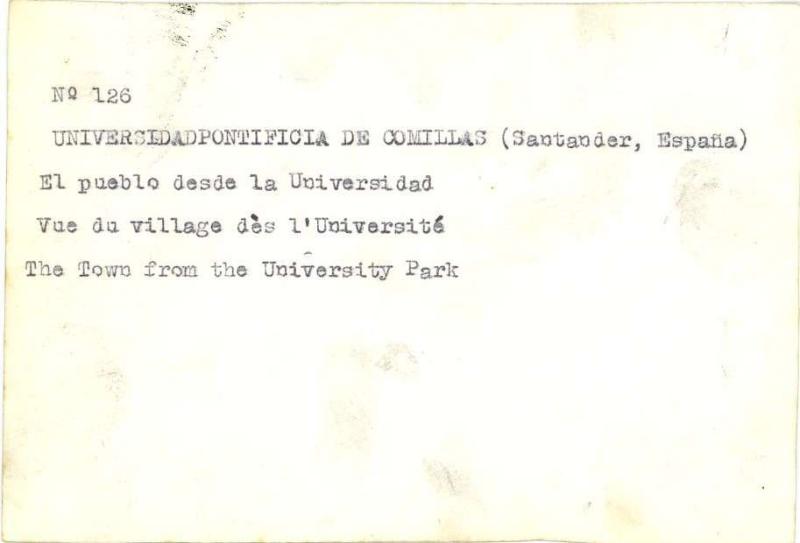 Nº 126
UNIVERSIDADPONTIFICIA DE COMILLAS (Santander, España)
El pueblo desde la Universidad
Vue du village dès l'Université
The Town from the University Park